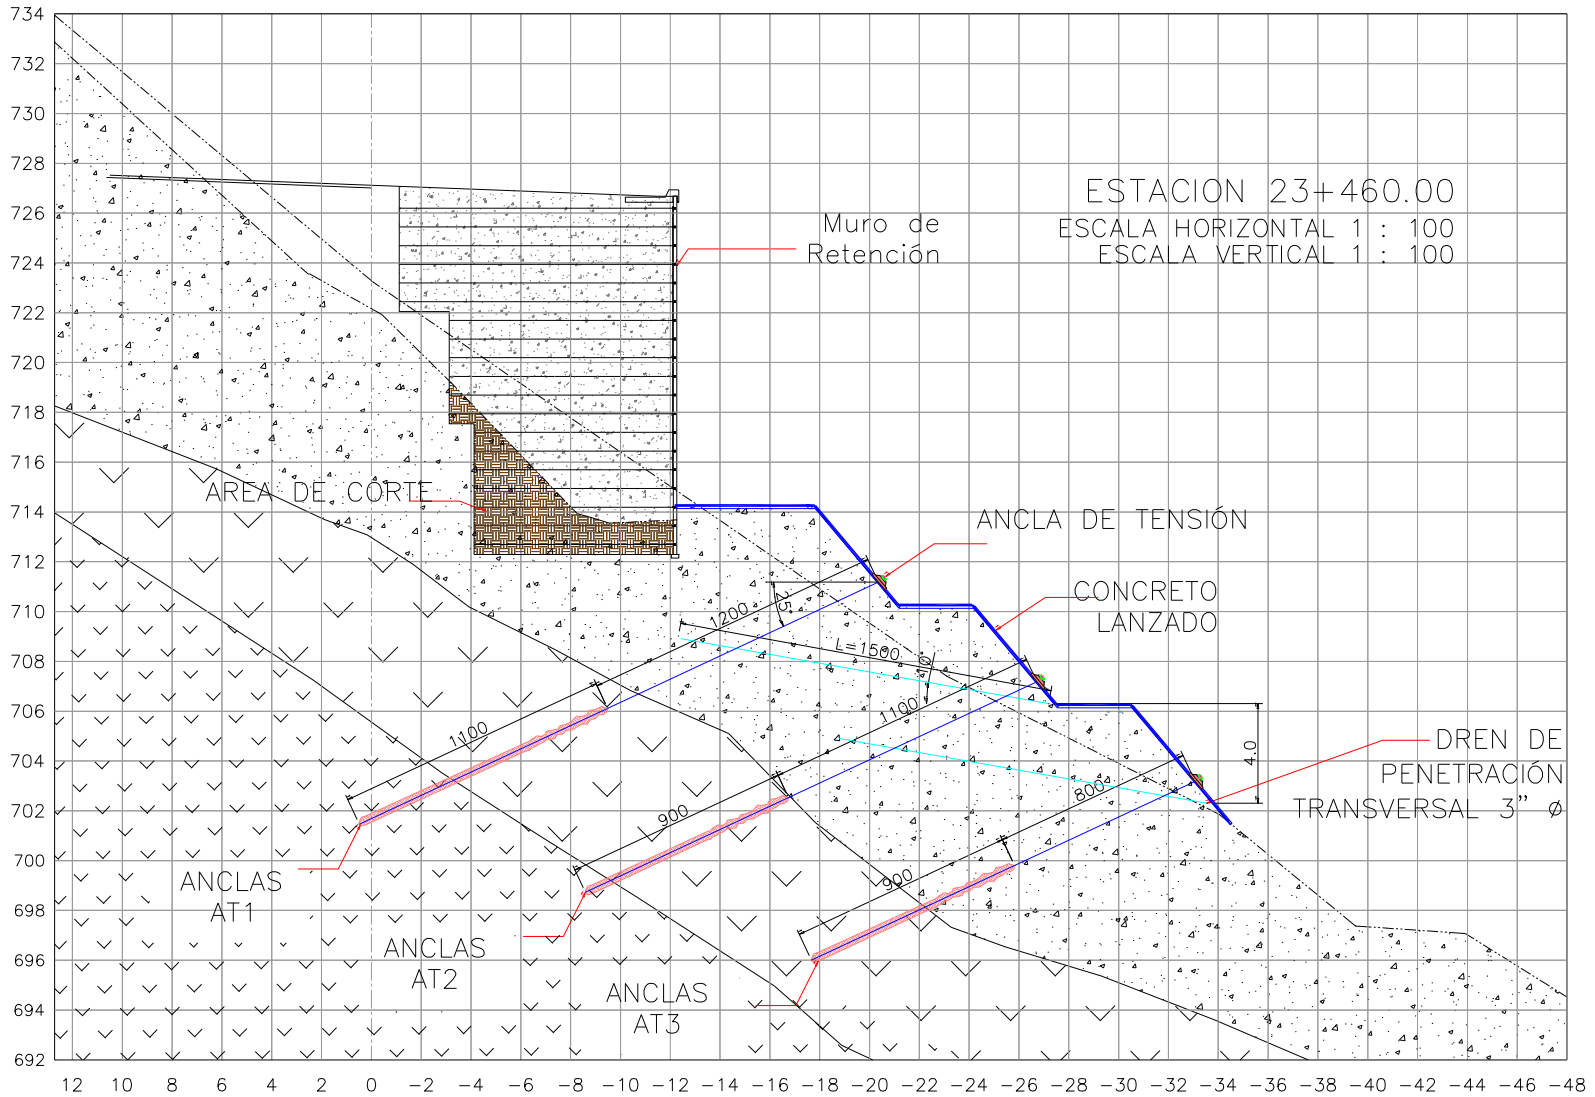 734
732
730
728
726
724
722
720
718
716
714
712
710
708
706
704
702
700
698
696
694
692
ESTACION 23+460.00
ESCALA HORIZONTAL 1 : 100
ESCALA VERTICAL 1 : 100
Muro de
Retención
AREA DE CORTE
ANCLA DE TENSIÓN
CONCRETO
LANZADO
1200
25°
L=1500
10°
1100
1100
900
800
900
4.0
DREN DE
PENETRACIÓN
TRANSVERSAL 3" Ø
ANCLAS
AT1
ANCLAS
AT2
ANCLAS
AT3
12 10 8 6 4 2 0 -2 -4 -6 -8 -10 -12 -14 -16 -18 -20 -22 -24 -26 -28 -30 -32 -34 -36 -38 -40 -42 -44 -46 -48